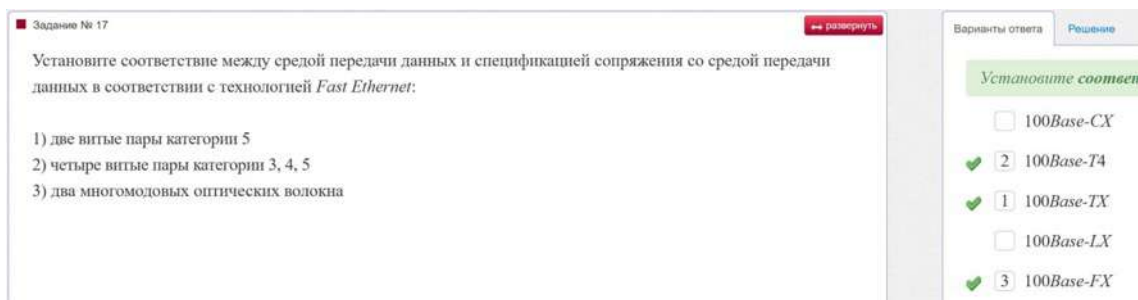 Задание № 17
развернуть
Установите соответствие между средой передачи данных и спецификацией сопряжения со средой передачи
данных в соответствии с технологией Fast Ethernet:
1) две витые пары категории 5
2) четыре витые пары категории 3, 4, 5
3) два многомодовых оптических волокна
Варианты ответа
Решение
Установите соответ
100Base-CX
2 100Base-T4
1 100Base-TX
100Base-LX
3 100Base-FX